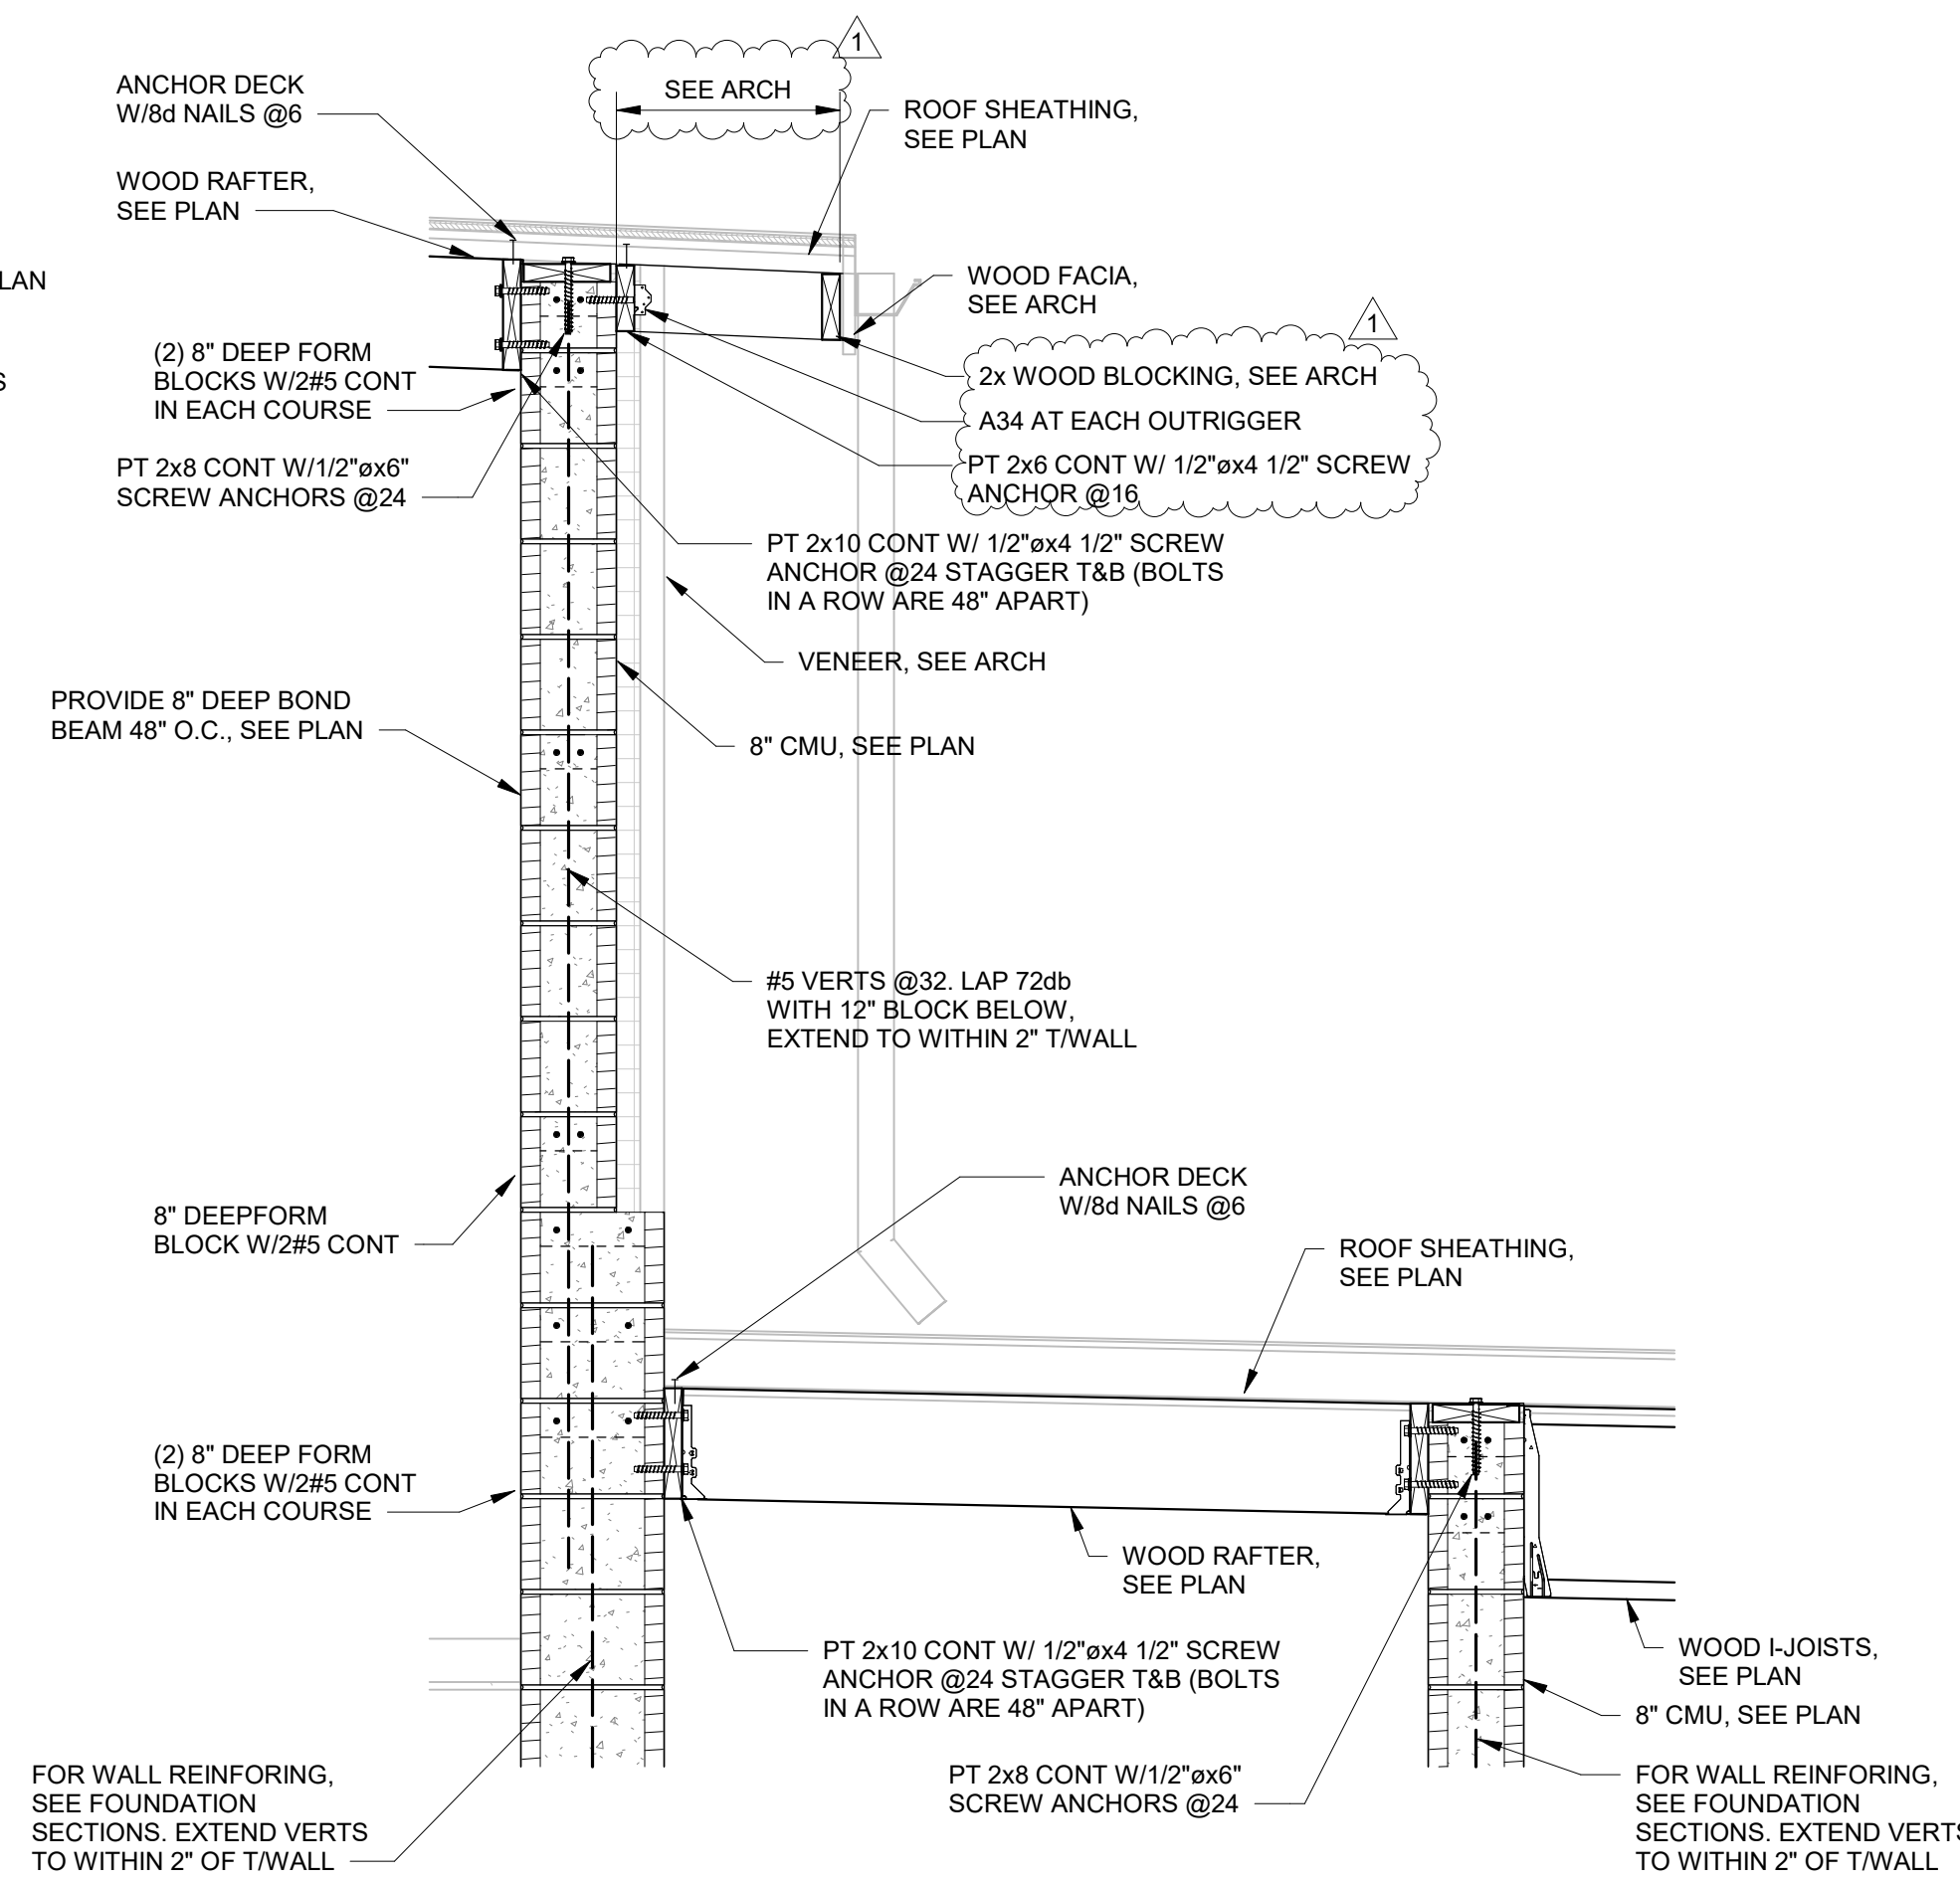 1
SEE ARCH
ANCHOR DECK
W/8d NAILS @6
ROOF SHEATHING,
SEE PLAN
WOOD RAFTER,
SEE PLAN
LAN
WOOD FACIA,
SEE ARCH
1
(2) 8" DEEP FORM
BLOCKS W/2#5 CONT
IN EACH COURSE
S
2x WOOD BLOCKING, SEE ARCH
A34 AT EACH OUTRIGGER
PT 2x6 CONT W/ 1/2"øx4 1/2" SCREW
ANCHOR @16
PT 2x8 CONT W/1/2"øx6"
SCREW ANCHORS @24
PT 2x10 CONT W/ 1/2"øx4 1/2" SCREW
ANCHOR @24 STAGGER T&B (BOLTS
IN A ROW ARE 48" APART)
VENEER, SEE ARCH
PROVIDE 8" DEEP BOND
BEAM 48" O.C., SEE PLAN
8" CMU, SEE PLAN
#5 VERTS @32. LAP 72db
WITH 12" BLOCK BELOW,
EXTEND TO WITHIN 2" T/WALL
ANCHOR DECK
W/8d NAILS @6
8" DEEPFORM
BLOCK W/2#5 CONT
ROOF SHEATHING,
SEE PLAN
(2) 8" DEEP FORM
BLOCKS W/2#5 CONT
IN EACH COURSE
WOOD RAFTER,
SEE PLAN
PT 2x10 CONT W/ 1/2"øx4 1/2" SCREW
ANCHOR @24 STAGGER T&B (BOLTS
IN A ROW ARE 48" APART)
WOOD I-JOISTS,
SEE PLAN
8" CMU, SEE PLAN
FOR WALL REINFORING,
SEE FOUNDATION
SECTIONS. EXTEND VERTS
TO WITHIN 2" OF T/WALL
PT 2x8 CONT W/1/2"øx6"
SCREW ANCHORS @24
FOR WALL REINFORING,
SEE FOUNDATION
SECTIONS. EXTEND VERTS
TO WITHIN 2" OF T/WALL